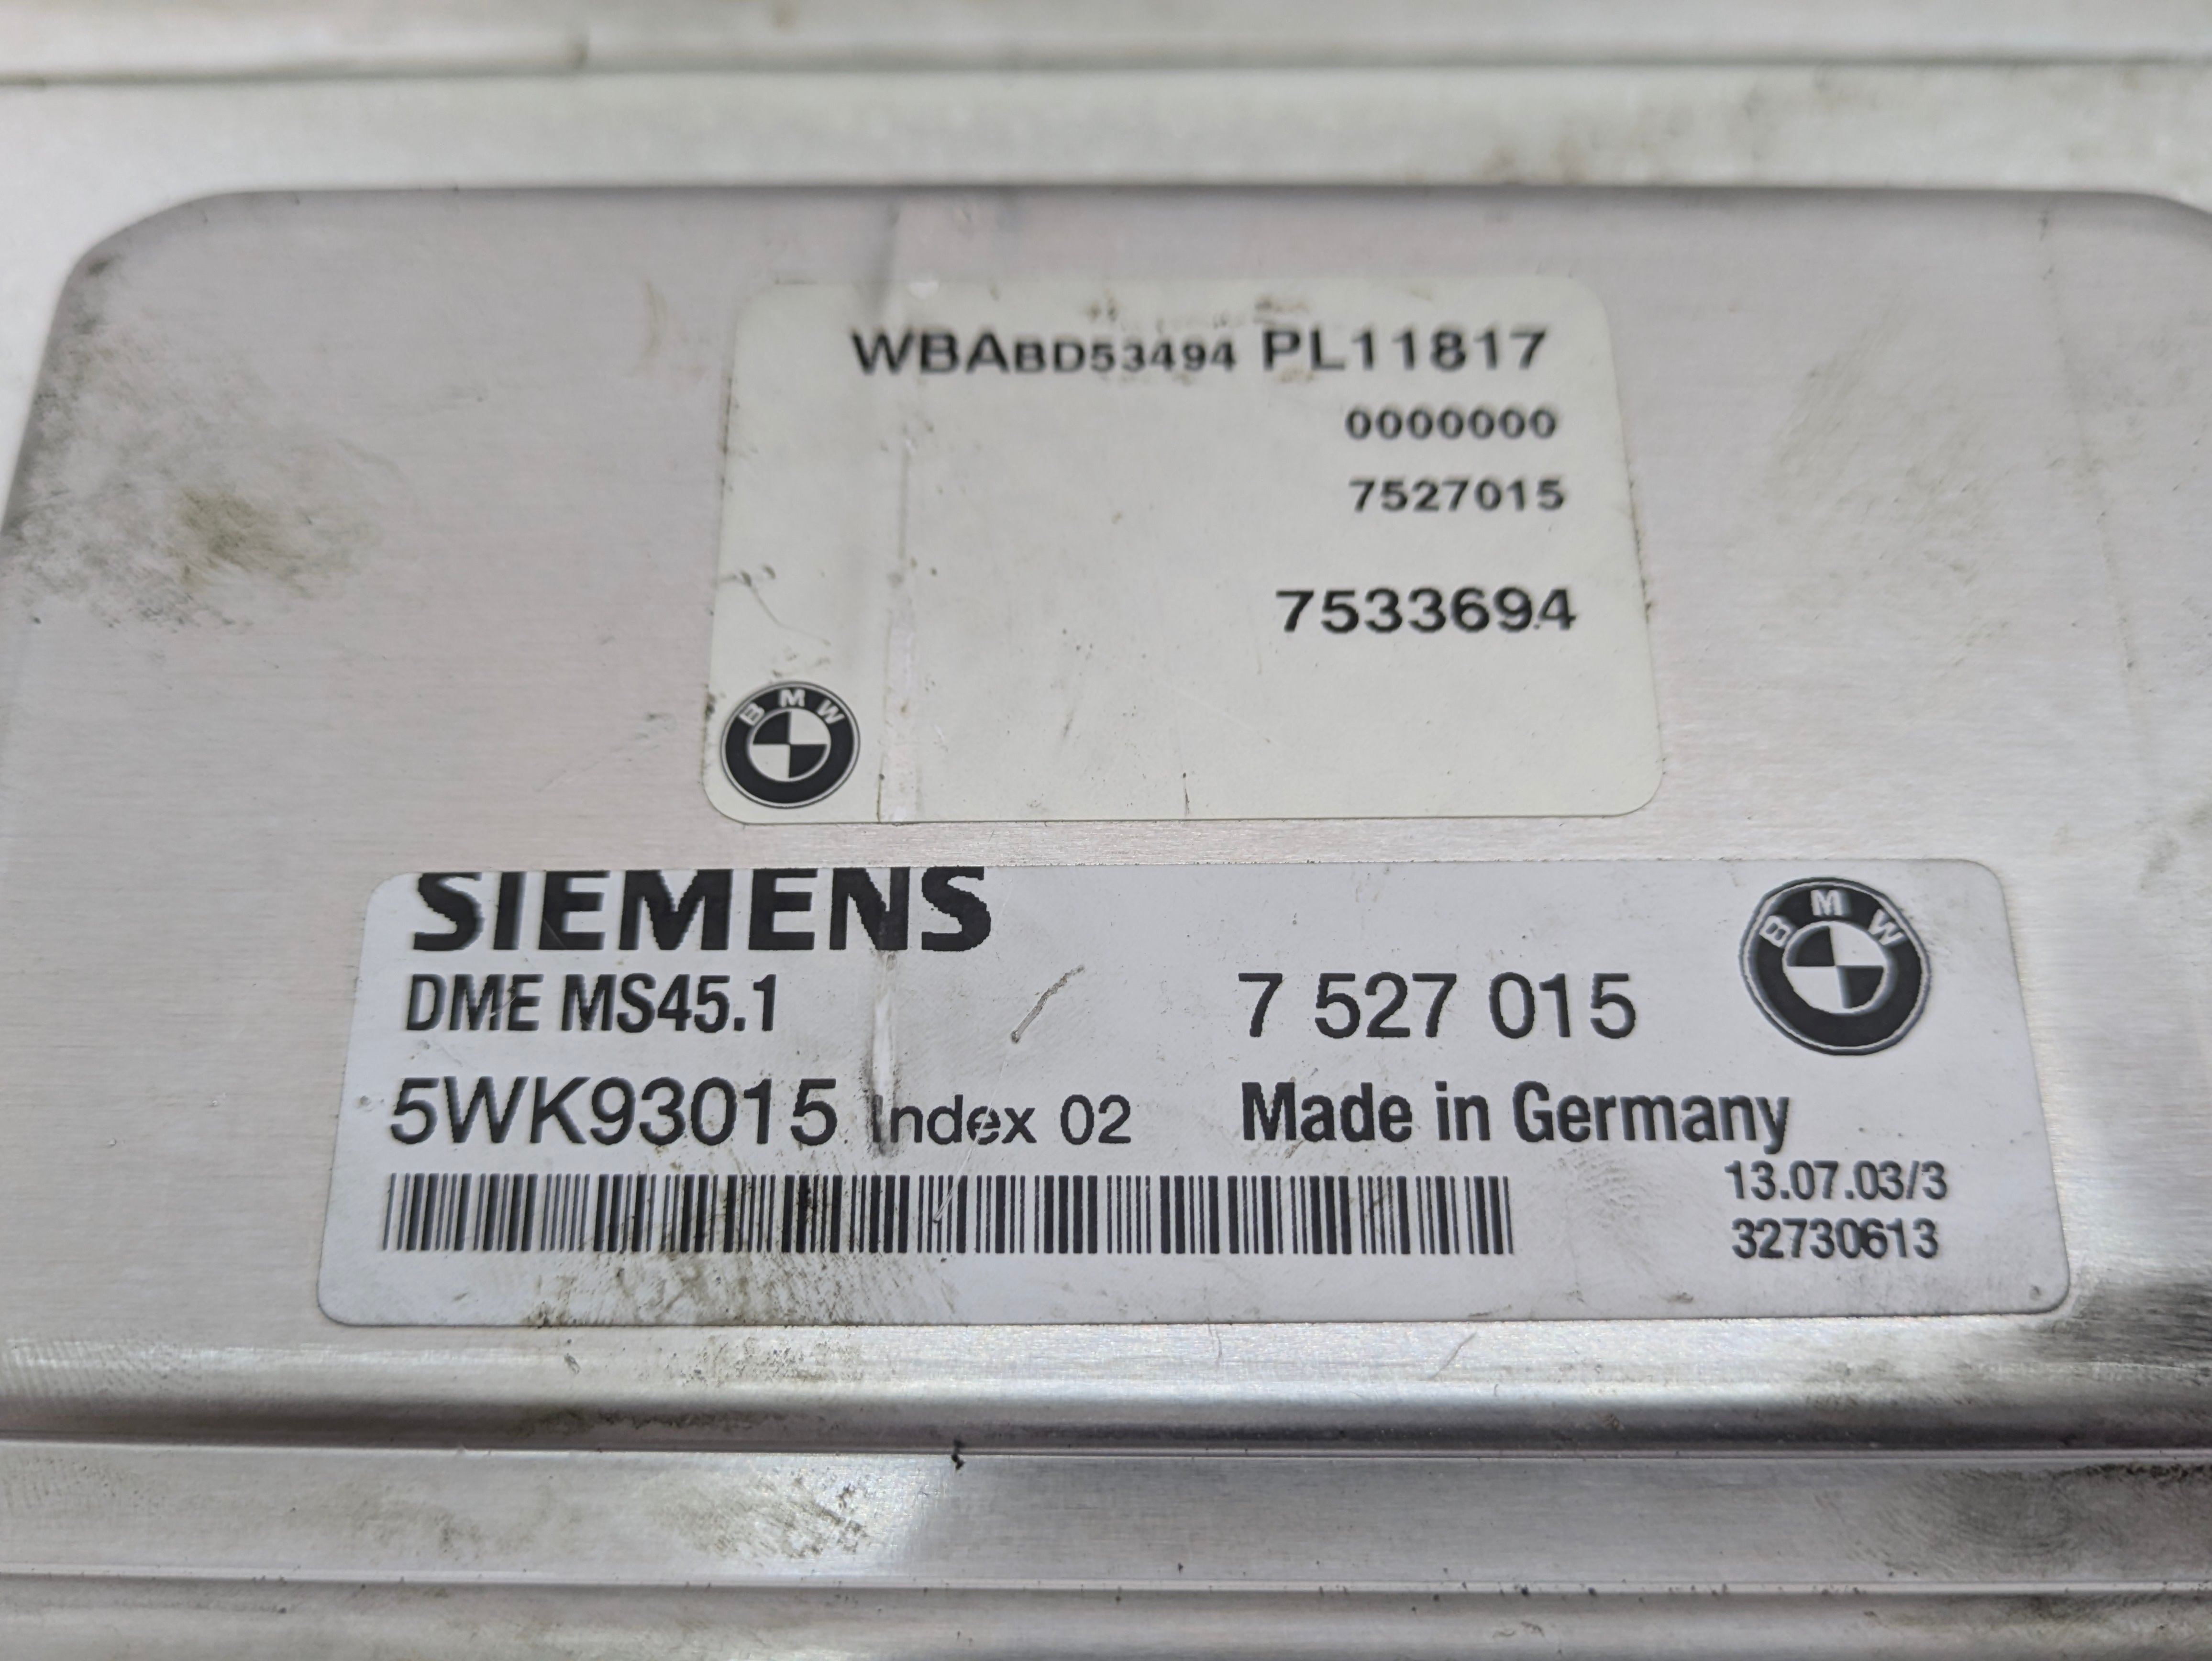 WBABD53494 PL11817
0000000
7527015
7533694
BMW
SIEMENS
BMW
DME MS45.1 7 527 015
5WK93015 Index 02 Made in Germany
13.07.03/3
32730613